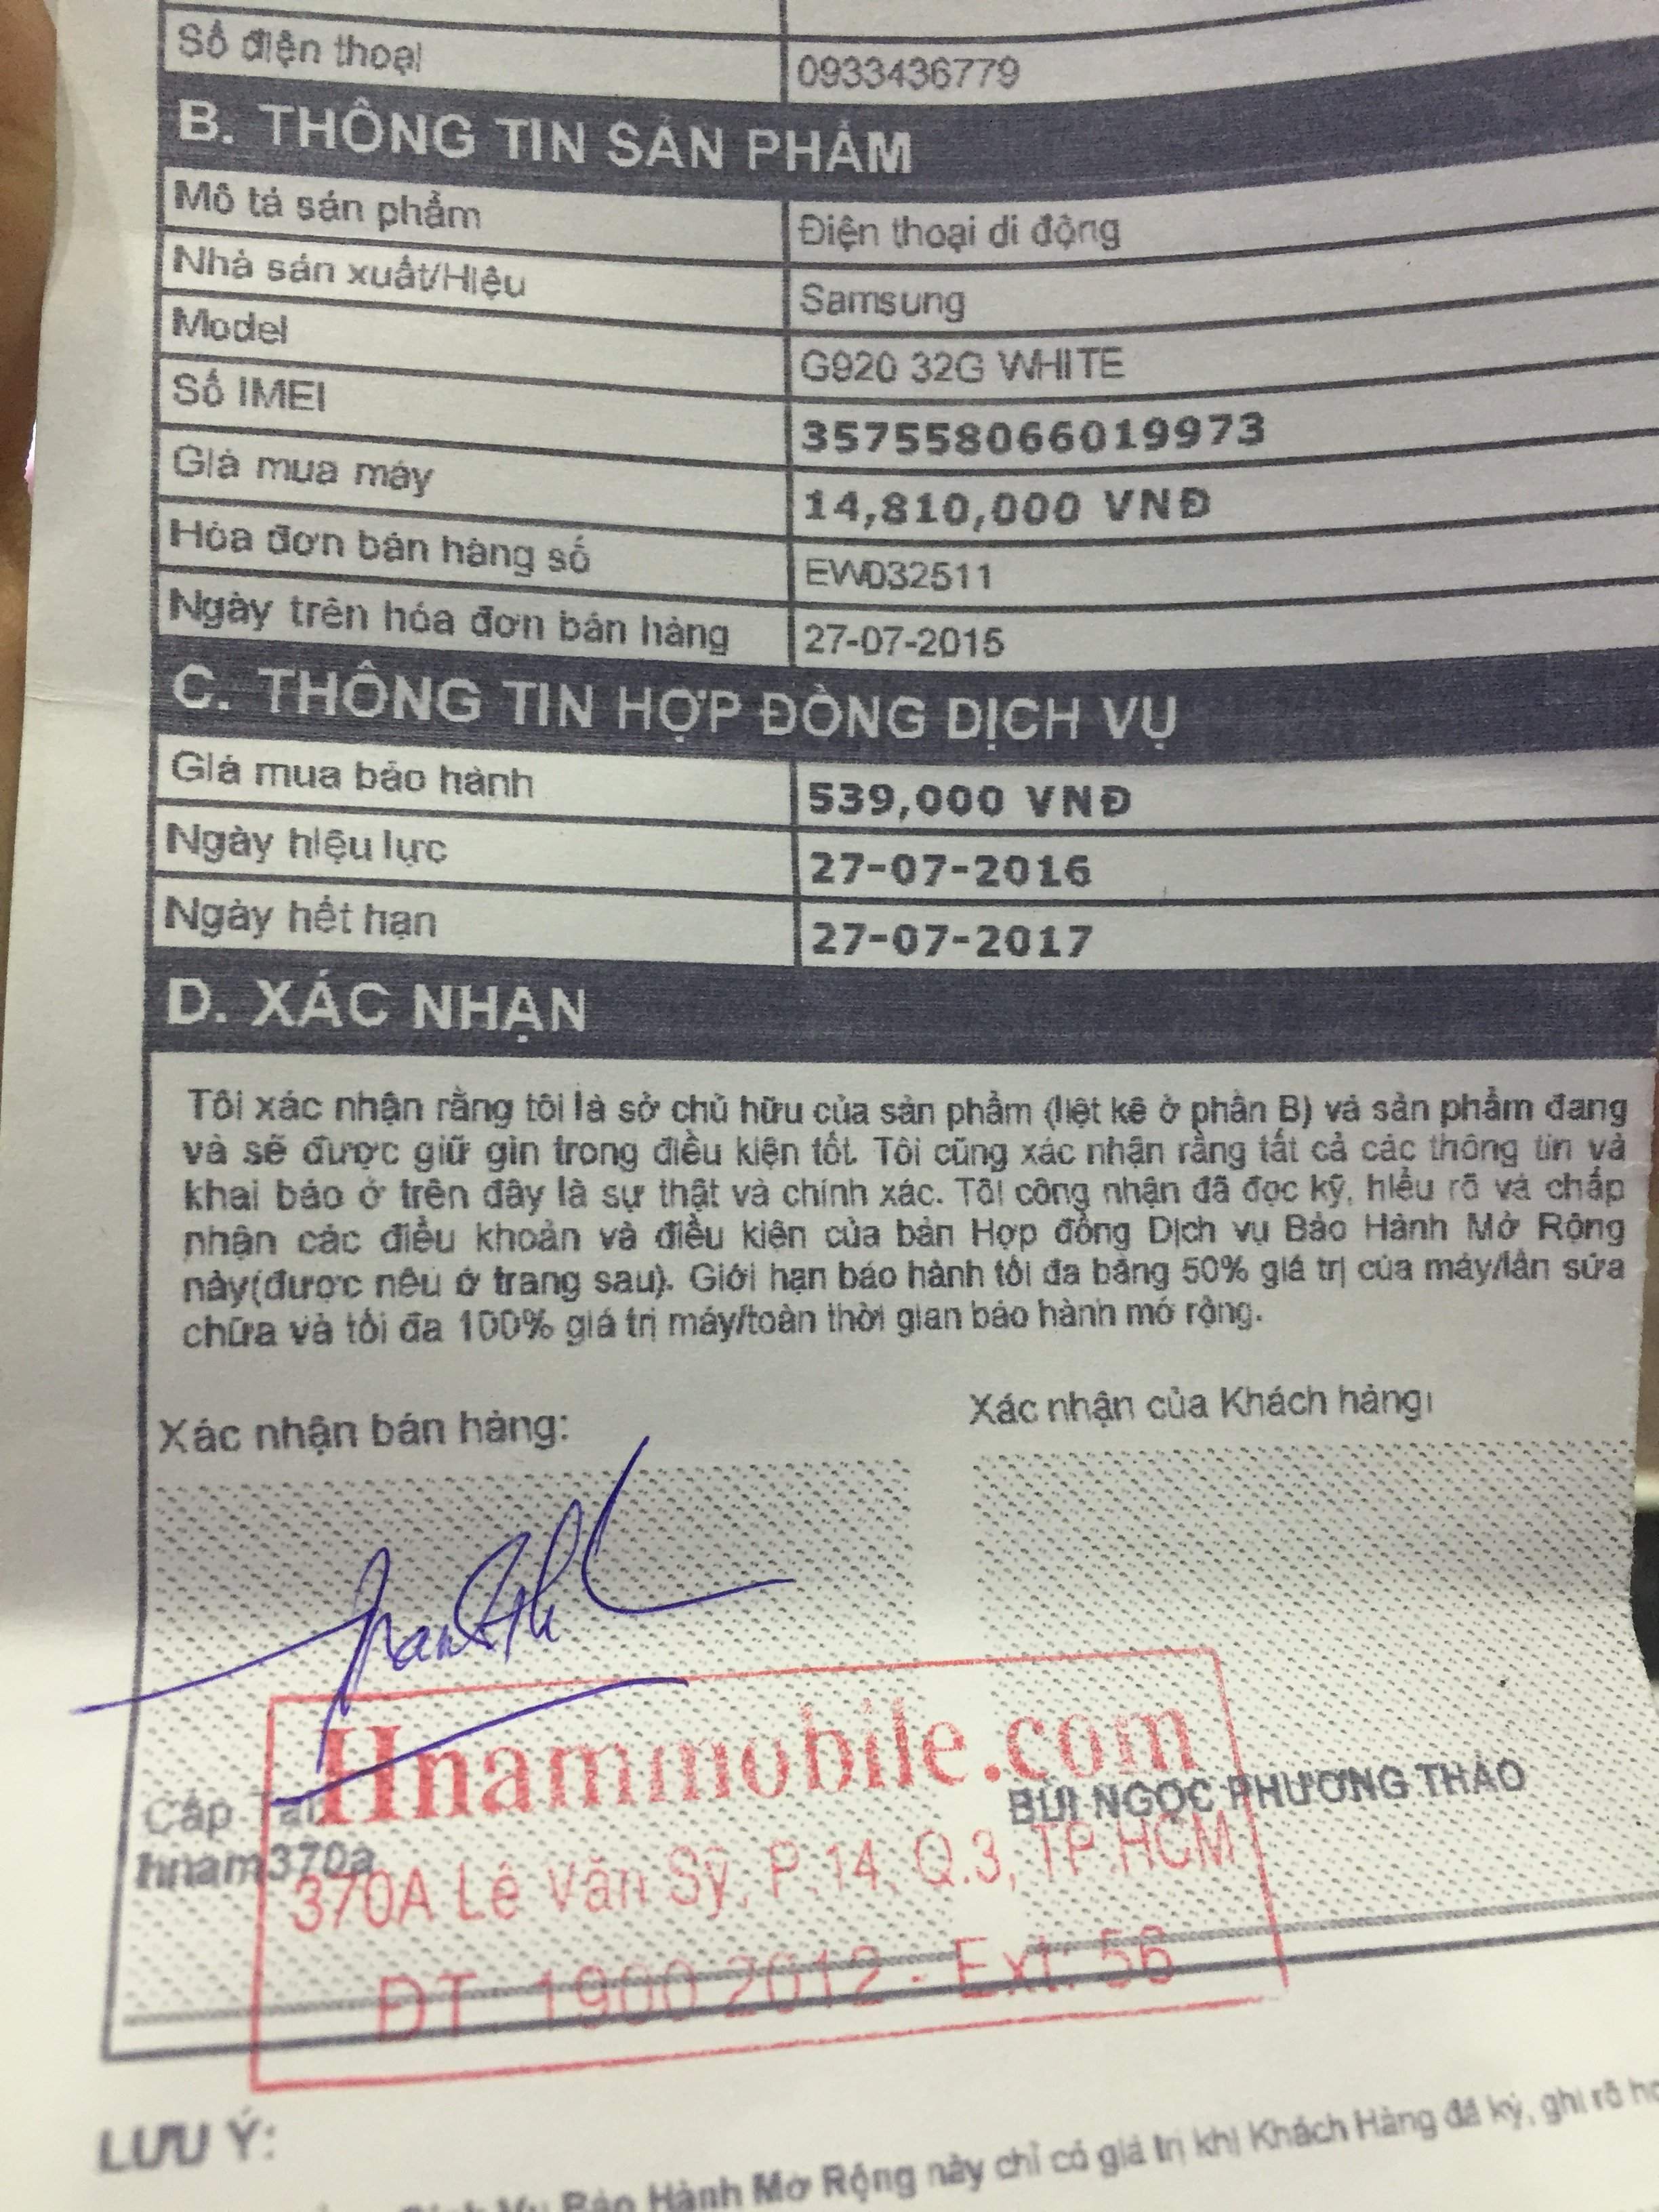 Số điện thoại
0933436779
B. THÔNG TIN SẢN PHẨM
Mô tả sản phẩm
Điện thoại di động
Nhà sản xuất/Hiệu
Samsung
Model
G920 32G WHITE
Số IMEI
357558066019973
Giá mua máy
14,810,000 VNĐ
Hóa đơn bán hàng số
EWD32511
Ngày trên hóa đơn bán hàng
27-07-2015
C. THÔNG TIN HỢP ĐỒNG DỊCH VỤ
Giá mua bảo hành
539,000 VNĐ
Ngày hiệu lực
27-07-2016
Ngày hết hạn
27-07-2017
D. XÁC NHẬN
Tôi xác nhận rằng tôi là sở chủ hữu của sản phẩm (liệt kê ở phần B) và sản phẩm đang
và sẽ được giữ gìn trong điều kiện tốt. Tôi cũng xác nhận rằng tất cả các thông tin và
khai báo ở trên đây là sự thật và chính xác. Tôi công nhận đã đọc kỹ, hiểu rõ và chấp
nhận các điều khoản và điều kiện của bản Hợp đồng Dịch vụ Bảo Hành Mở Rộng
này(được nêu ở trang sau). Giới hạn bảo hành tối đa bằng 50% giá trị của máy/lần sửa
chữa và tối đa 100% giá trị máy/toàn thời gian bảo hành mở rộng.
Xác nhận bán hàng:
Xác nhận của Khách hàng:
Hnammobile.com
BÙI NGỌC PHƯƠNG THẢO
Cấp Tại
hnam370a
370A Lê Văn Sỹ, P.14, Q.3, TP.HCM
ĐT: 1900 2012 - Ext: 56
LƯU Ý:
Vụ Bảo Hành Mở Rộng này chỉ có giá trị khi Khách Hàng đã ký, ghi rõ